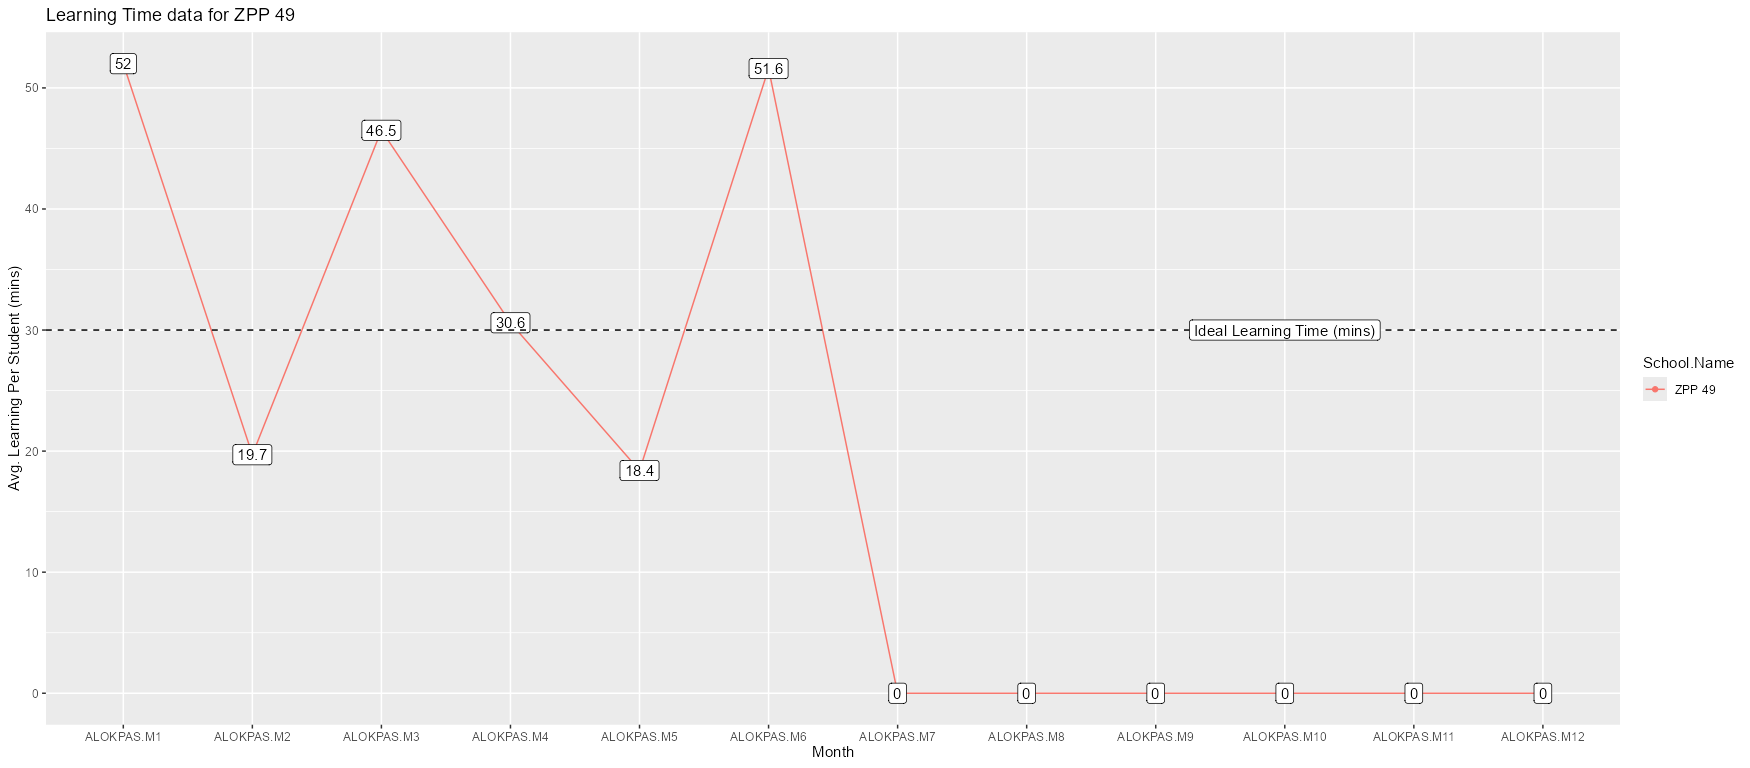 Learning Time data for ZPP 49
Avg. Learning Per Student (mins)
50
40
30
20
10
0
52
19.7
46.5
30.6
18.4
51.6
0
0
0
0
0
0
Ideal Learning Time (mins)
ALOKPAS.M1
ALOKPAS.M2
ALOKPAS.M3
ALOKPAS.M4
ALOKPAS.M5
ALOKPAS.M6
ALOKPAS.M7
ALOKPAS.M8
ALOKPAS.M9
ALOKPAS.M10
ALOKPAS.M11
ALOKPAS.M12
Month
School.Name
ZPP 49